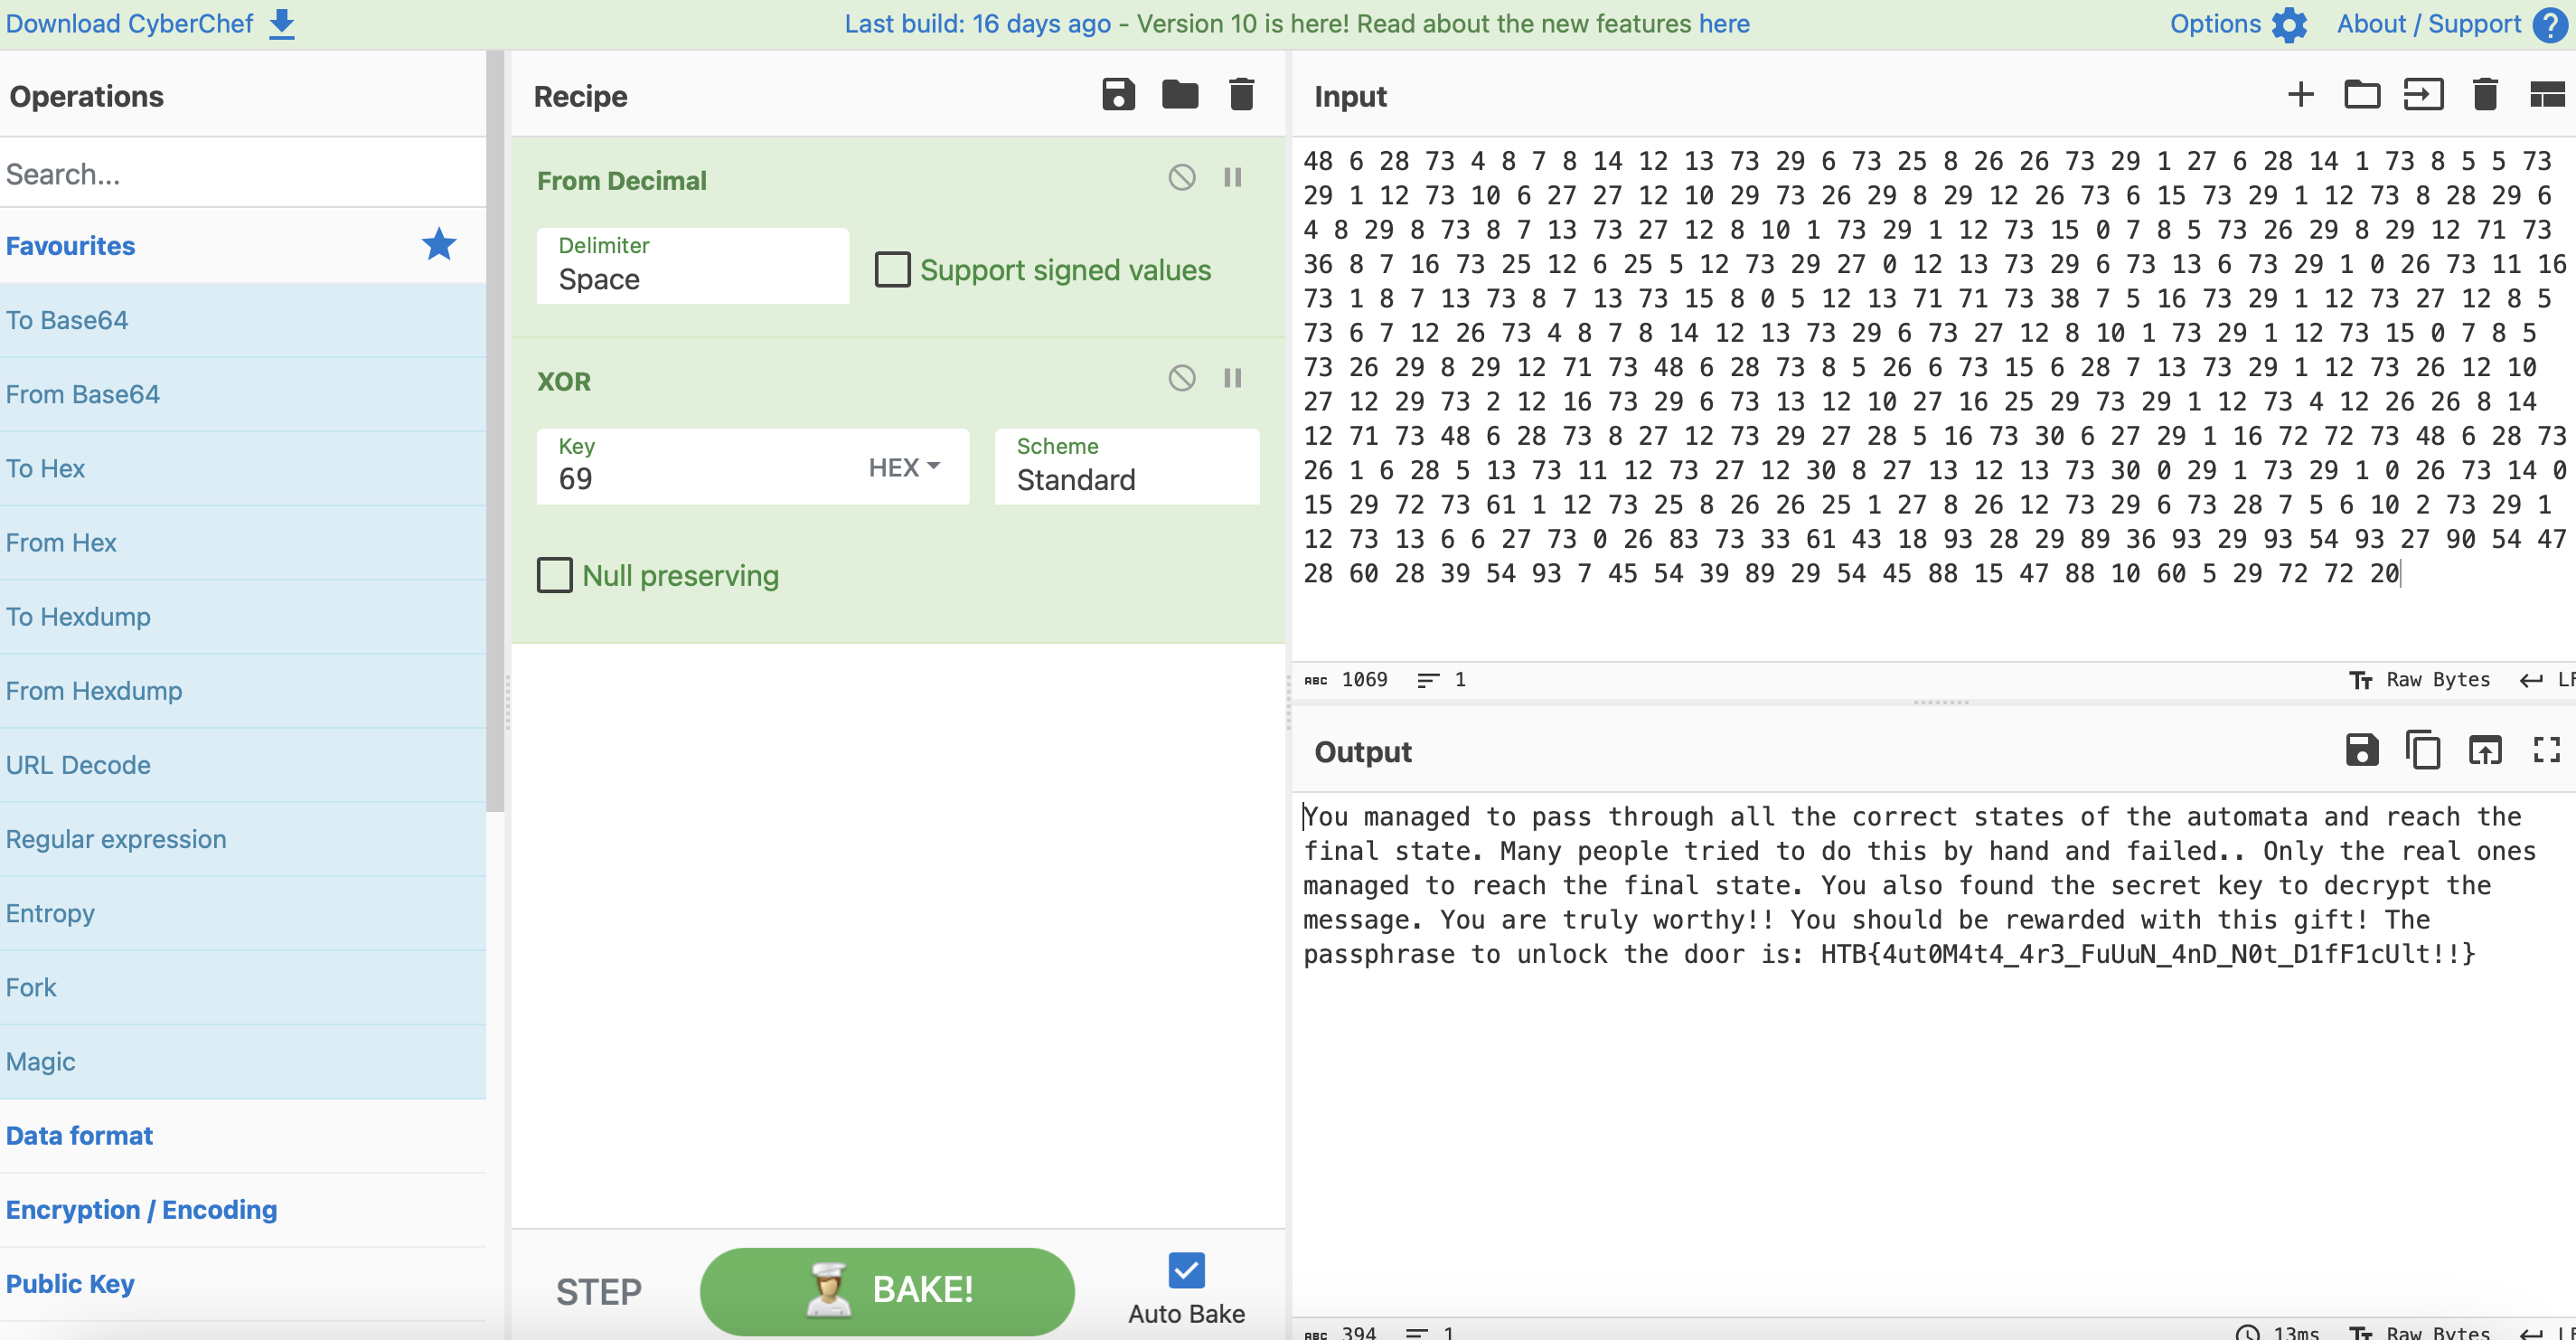 Download CyberChef
Last build: 16 days ago - Version 10 is here! Read about the new features here
Options
About / Support
Operations
Search...
Favourites
To Base64
From Base64
To Hex
From Hex
To Hexdump
From Hexdump
URL Decode
Regular expression
Entropy
Fork
Magic
Data format
Encryption / Encoding
Public Key
Recipe
From Decimal
Delimiter
Space
Support signed values
XOR
Key
69
HEX
Scheme
Standard
Null preserving
STEP
BAKE!
Auto Bake
Input
48 6 28 73 4 8 7 8 14 12 13 73 29 6 73 25 8 26 26 73 29 1 27 6 28 14 1 73 8 5 5 73
29 1 12 73 10 6 27 27 12 10 29 73 26 29 8 29 12 26 73 6 15 73 29 1 12 73 8 28 29 6
4 8 29 8 73 8 7 13 73 27 12 8 10 1 73 29 1 12 73 15 0 7 8 5 73 26 29 8 29 12 71 73
36 8 7 16 73 25 12 6 25 5 12 73 29 27 0 12 13 73 29 6 73 13 6 73 29 1 0 26 73 11 16
73 1 8 7 13 73 8 7 13 73 15 8 0 5 12 13 71 71 73 38 7 5 16 73 29 1 12 73 27 12 8 5
73 6 7 12 26 73 4 8 7 8 14 12 13 73 29 6 73 27 12 8 10 1 73 29 1 12 73 15 0 7 8 5
73 26 29 8 29 12 71 73 48 6 28 73 8 5 26 6 73 15 6 28 7 13 73 29 1 12 73 26 12 10
27 12 29 73 2 12 16 73 29 6 73 13 12 10 27 16 25 29 73 29 1 12 73 4 12 26 26 8 14
12 71 73 48 6 28 73 8 27 12 73 29 27 28 5 16 73 30 6 27 29 1 16 72 72 73 48 6 28 73
26 1 6 28 5 13 73 11 12 73 27 12 30 8 27 13 12 13 73 30 0 29 1 73 29 1 0 26 73 14 0
15 29 72 73 61 1 12 73 25 8 26 26 25 1 27 8 26 12 73 29 6 73 28 7 5 6 10 2 73 29 1
12 73 13 6 6 27 73 0 26 83 73 33 61 43 18 93 28 29 89 36 93 29 93 54 93 27 90 54 47
28 60 28 39 54 93 7 45 54 39 89 29 54 45 88 15 47 88 10 60 5 29 72 72 20
ABC 1069 1
Raw Bytes
LF
Output
You managed to pass through all the correct states of the automata and reach the
final state. Many people tried to do this by hand and failed.. Only the real ones
managed to reach the final state. You also found the secret key to decrypt the
message. You are truly worthy!! You should be rewarded with this gift! The
passphrase to unlock the door is: HTB{4ut0M4t4_4r3_FuUuN_4nD_N0t_D1fF1cUlt!!}
ABC 394 1
13ms
Raw Bytes
LF